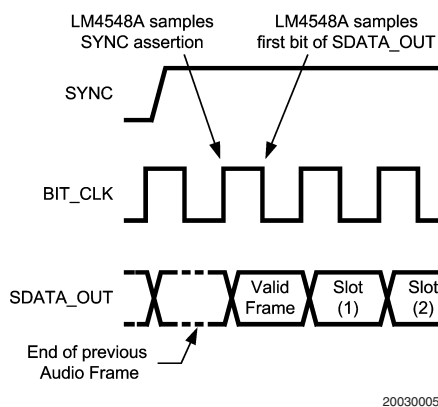 LM4548A samples
SYNC assertion
LM4548A samples
first bit of SDATA_OUT
SYNC
BIT_CLK
SDATA_OUT
Valid
Frame
Slot
(1)
Slot
(2)
End of previous
Audio Frame
20030005